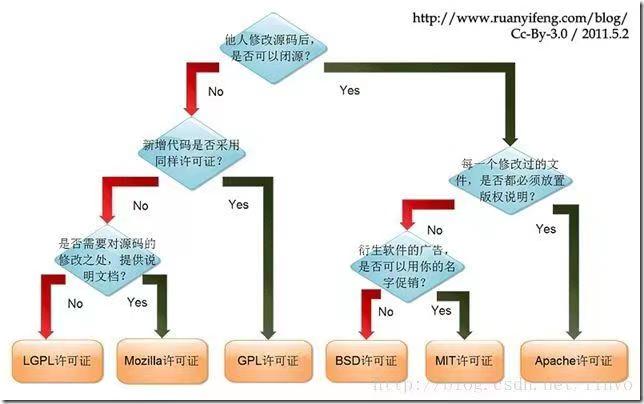 http://www.ruanyifeng.com/blog/
Cc-By-3.0 / 2011.5.2
他人修改源码后，
是否可以闭源？
No
Yes
新增代码是否采用
同样许可证？
每一个修改过的文
件，是否都必须放置
版权说明？
No
Yes
No
Yes
是否需要对源码的
修改之处，提供说
明文档？
衍生软件的广告，
是否可以用你的名
字促销？
No
Yes
No
Yes
LGPL许可证
Mozilla许可证
GPL许可证
BSD许可证
MIT许可证
Apache许可证
http://blog.csdn.net/linvo